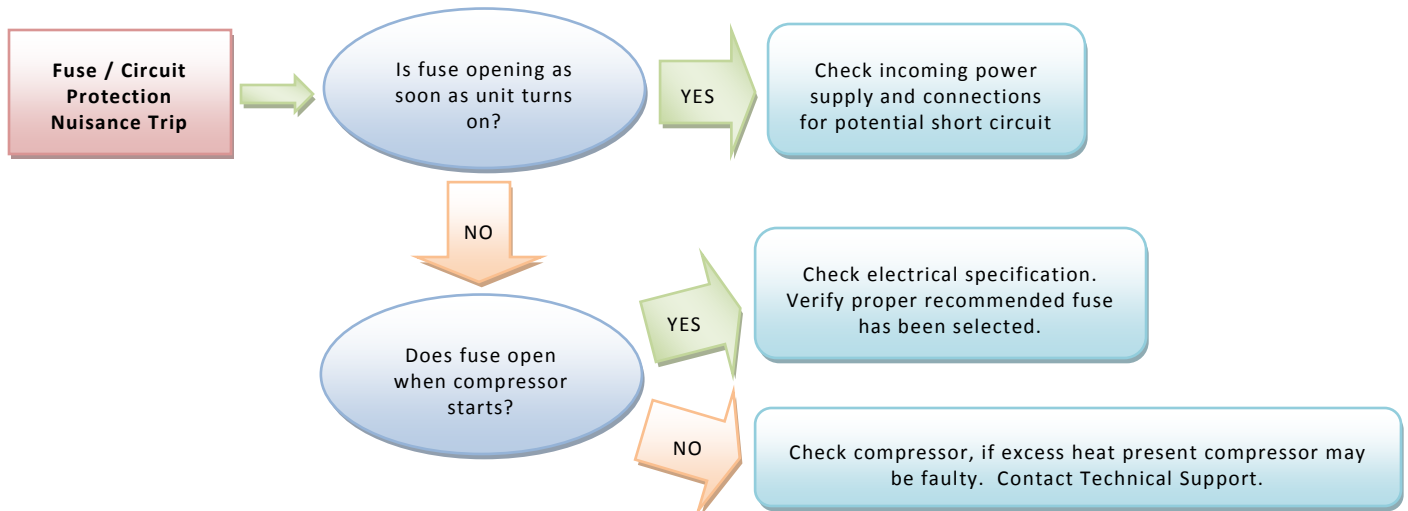 Fuse / Circuit
Protection
Nuisance Trip
Is fuse opening as
soon as unit turns
on?
YES
Check incoming power
supply and connections
for potential short circuit
NO
Does fuse open
when compressor
starts?
YES
Check electrical specification.
Verify proper recommended fuse
has been selected.
NO
Check compressor, if excess heat present compressor may
be faulty.  Contact Technical Support.